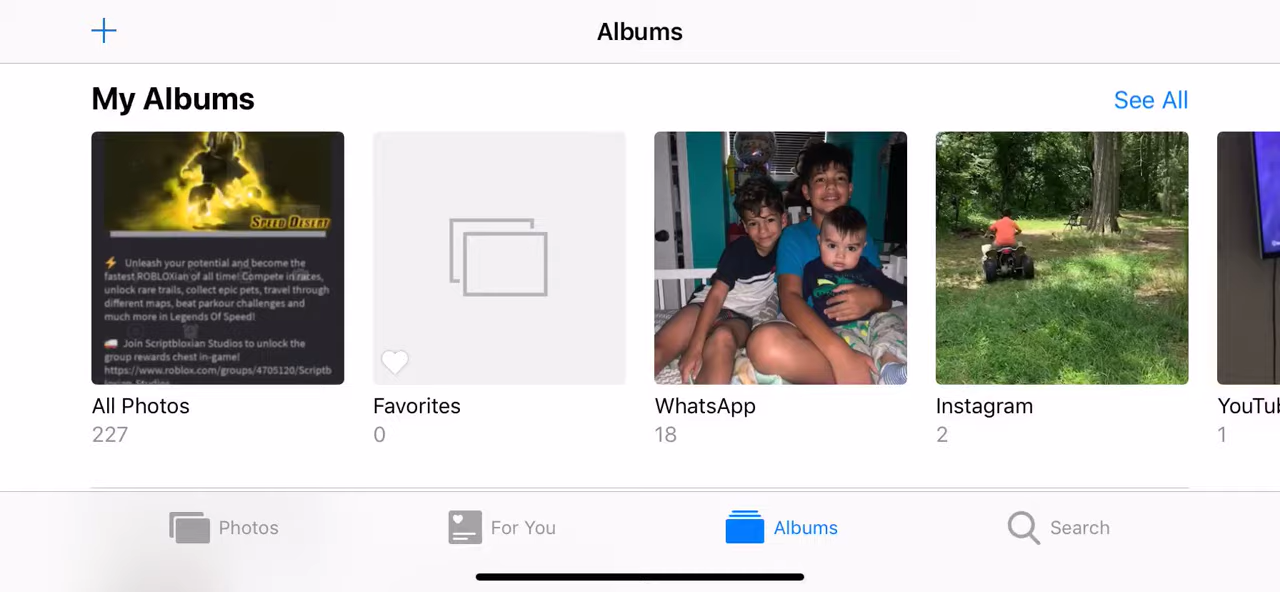 Albums
My Albums
See All
SPEED DESERT
Unleash your potential and become the
fastest ROBLOXian of all time! Compete in races,
unlock rare trails, collect epic pets, travel through
different maps, beat parkour challenges and
much more in Legends Of Speed!
Join Scriptbloxian Studios to unlock the
group rewards chest in-game!
https://www.roblox.com/groups/4705120/Scriptb
loxian-Studios
All Photos
Favorites
WhatsApp
Instagram
YouTu
227
0
18
2
1
Photos
For You
Albums
Search